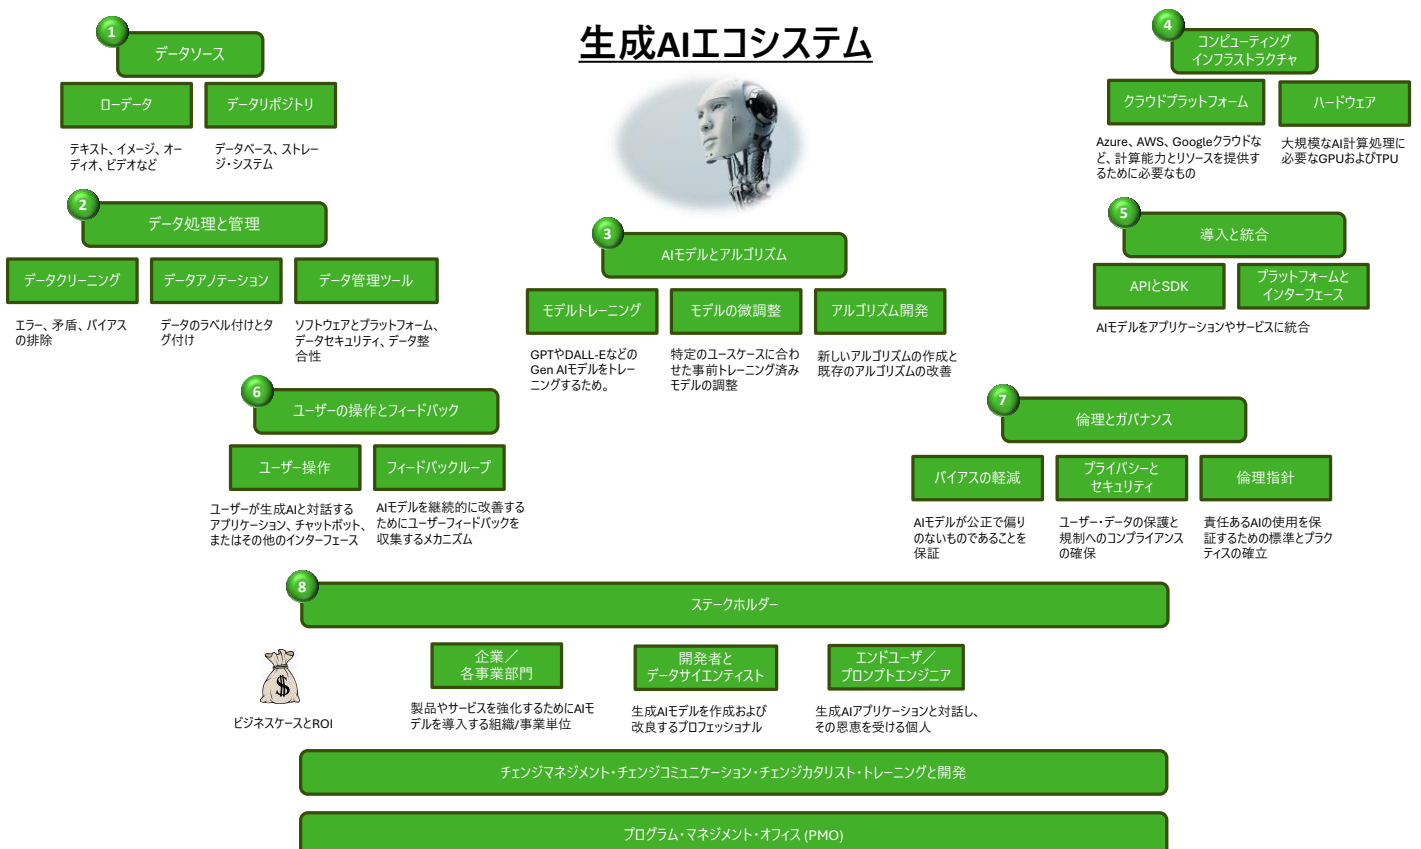 生成AIエコシステム
1
データソース
ローデータ
データリポジトリ
テキスト、イメージ、オー
ディオ、ビデオなど
データベース、ストレー
ジ・システム
2
データ処理と管理
データクリーニング
データアノテーション
データ管理ツール
エラー、矛盾、バイアス
の排除
データのラベル付けとタ
グ付け
ソフトウェアとプラットフォーム、
データセキュリティ、データ整
合性
3
AIモデルとアルゴリズム
モデルトレーニング
モデルの微調整
アルゴリズム開発
GPTやDALL-Eなどの
Gen AIモデルをトレー
ニングするため。
特定のユースケースに合わ
せた事前トレーニング済み
モデルの調整
新しいアルゴリズムの作成と
既存のアルゴリズムの改善
4
コンピューティング
インフラストラクチャ
クラウドプラットフォーム
ハードウェア
Azure、AWS、Googleクラウドな
ど、計算能力とリソースを提供す
るために必要なもの
大規模なAI計算処理に
必要なGPUおよびTPU
5
導入と統合
APIとSDK
プラットフォームと
インターフェース
AIモデルをアプリケーションやサービスに統合
6
ユーザーの操作とフィードバック
ユーザー操作
フィードバックループ
ユーザーが生成AIと対話する
アプリケーション、チャットボット、
またはその他のインターフェース
AIモデルを継続的に改善する
ためにユーザーフィードバックを
収集するメカニズム
7
倫理とガバナンス
バイアスの軽減
プライバシーと
セキュリティ
倫理指針
AIモデルが公正で偏り
のないものであることを
保証
ユーザー・データの保護と
規制へのコンプライアンス
の確保
責任あるAIの使用を保
証するための標準とプラク
ティスの確立
8
ステークホルダー
$
ビジネスケースとROI
企業／
各事業部門
開発者と
データサイエンティスト
エンドユーザ／
プロンプトエンジニア
製品やサービスを強化するためにAIモ
デルを導入する組織/事業単位
生成AIモデルを作成および
改良するプロフェッショナル
生成AIアプリケーションと対話し、
その恩恵を受ける個人
チェンジマネジメント・チェンジコミュニケーション・チェンジカタリスト・トレーニングと開発
プログラム・マネジメント・オフィス (PMO)